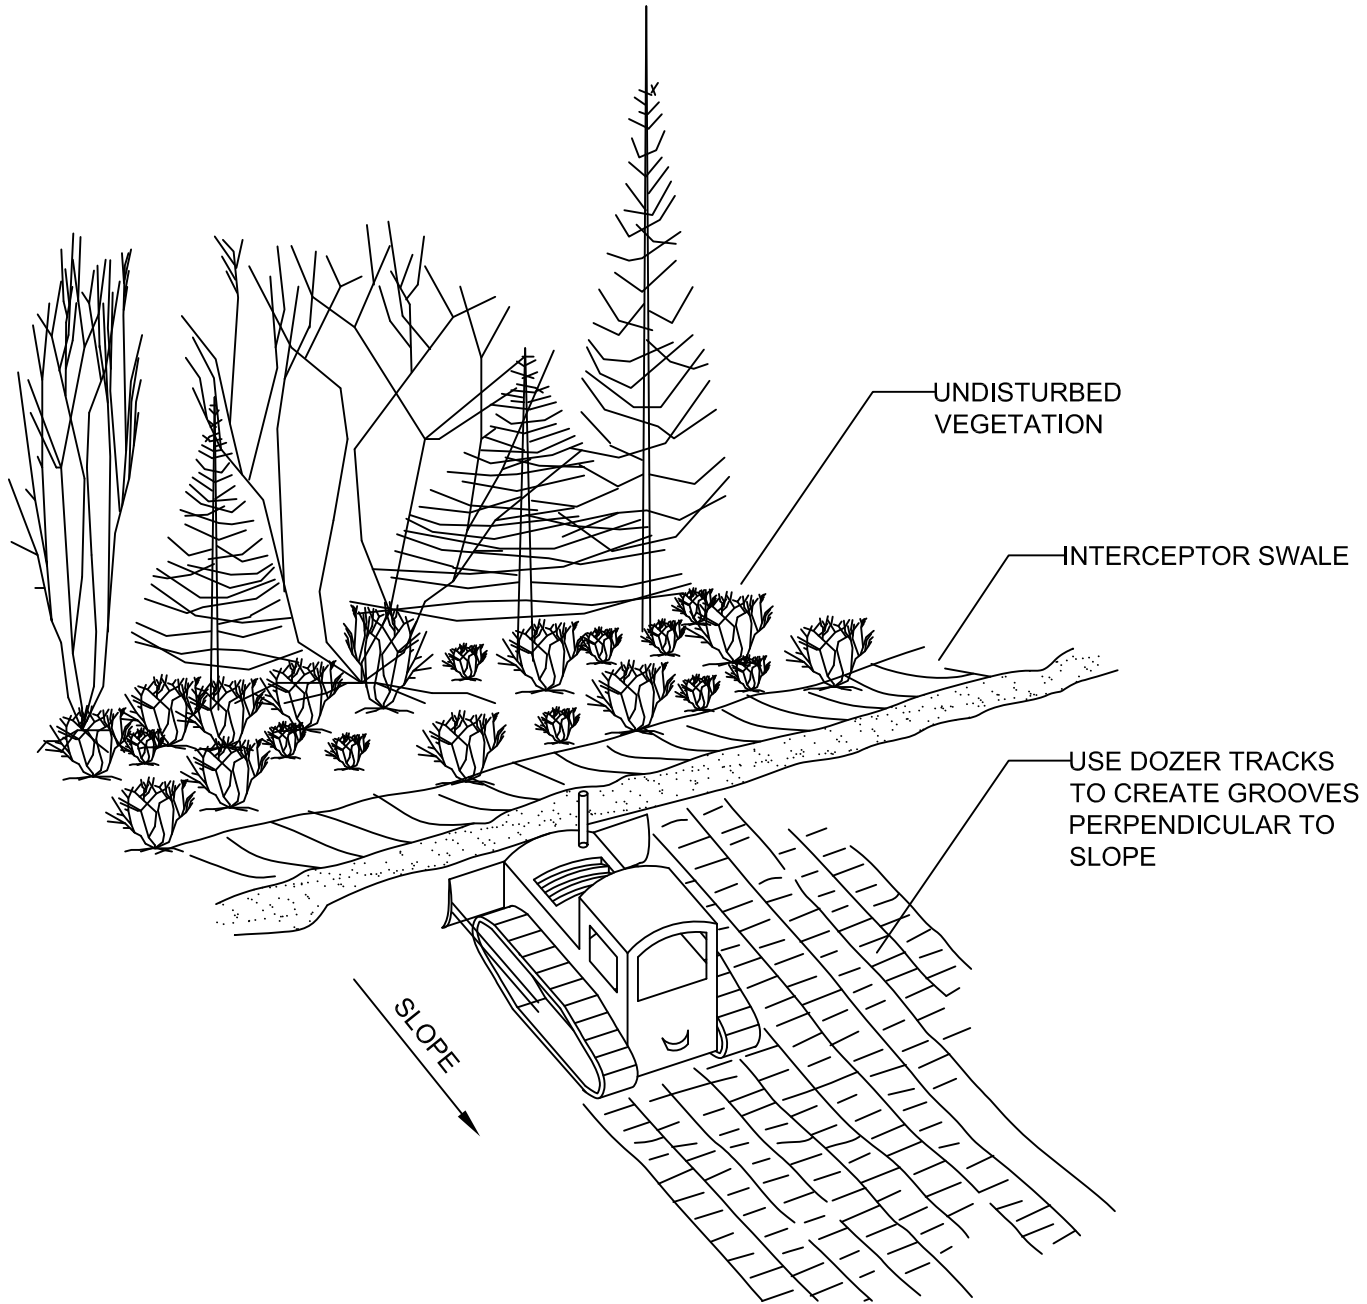 UNDISTURBED
VEGETATION
INTERCEPTOR SWALE
USE DOZER TRACKS
TO CREATE GROOVES
PERPENDICULAR TO
SLOPE
SLOPE